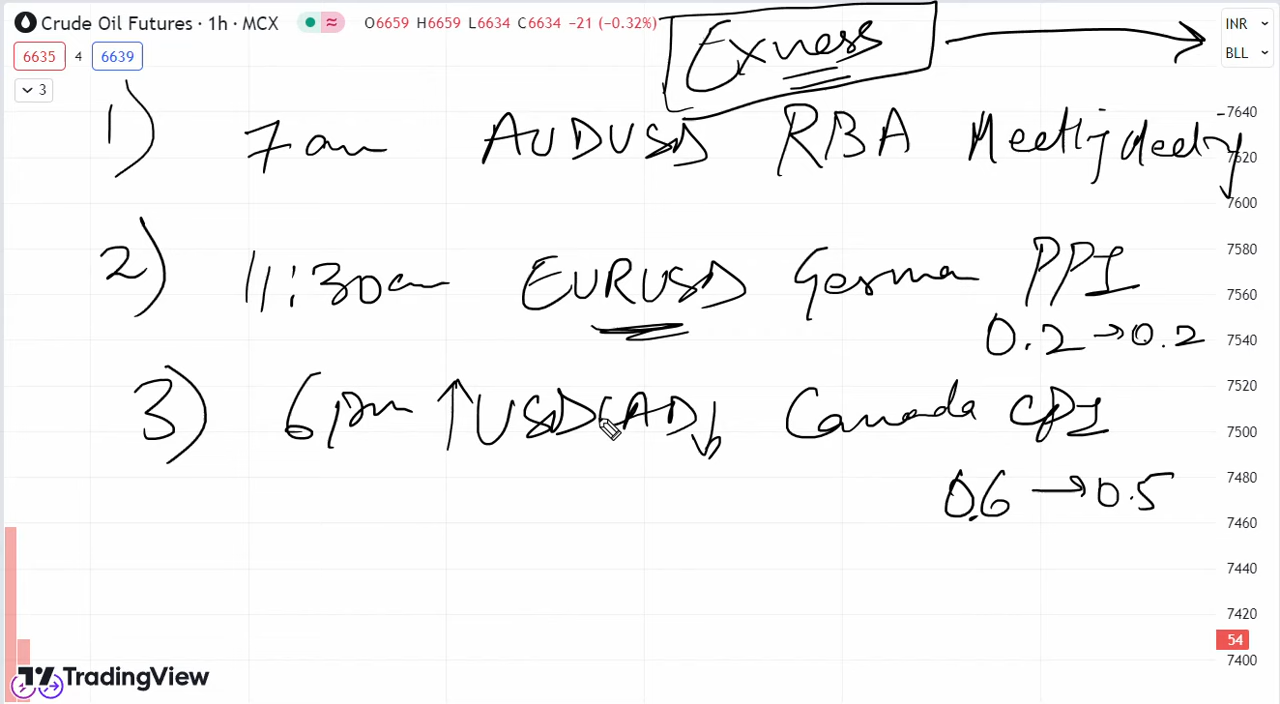 Crude Oil Futures · 1h · MCX O6659 H6659 L6634 C6634 −21 (−0.32%)
Exness
INR
6635 4 6639
BLL
3
1) 7am AUDUSD RBA Meeting
7640
7620
7600
2) 11:30am EURUSD German PPI
7580
7560
0.2 → 0.2
7540
3) 6pm ↑ USDCAD ↓ Canada CPI
7520
7500
7480
0.6 → 0.5
7460
7440
7420
54
7400
TradingView